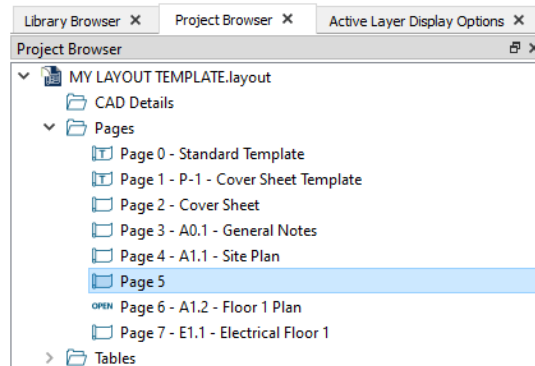 Library Browser Project Browser Active Layer Display Options
Project Browser
MY LAYOUT TEMPLATE.layout
CAD Details
Pages
Page 0 - Standard Template
Page 1 - P-1 - Cover Sheet Template
Page 2 - Cover Sheet
Page 3 - A0.1 - General Notes
Page 4 - A1.1 - Site Plan
Page 5
OPEN Page 6 - A1.2 - Floor 1 Plan
Page 7 - E1.1 - Electrical Floor 1
Tables